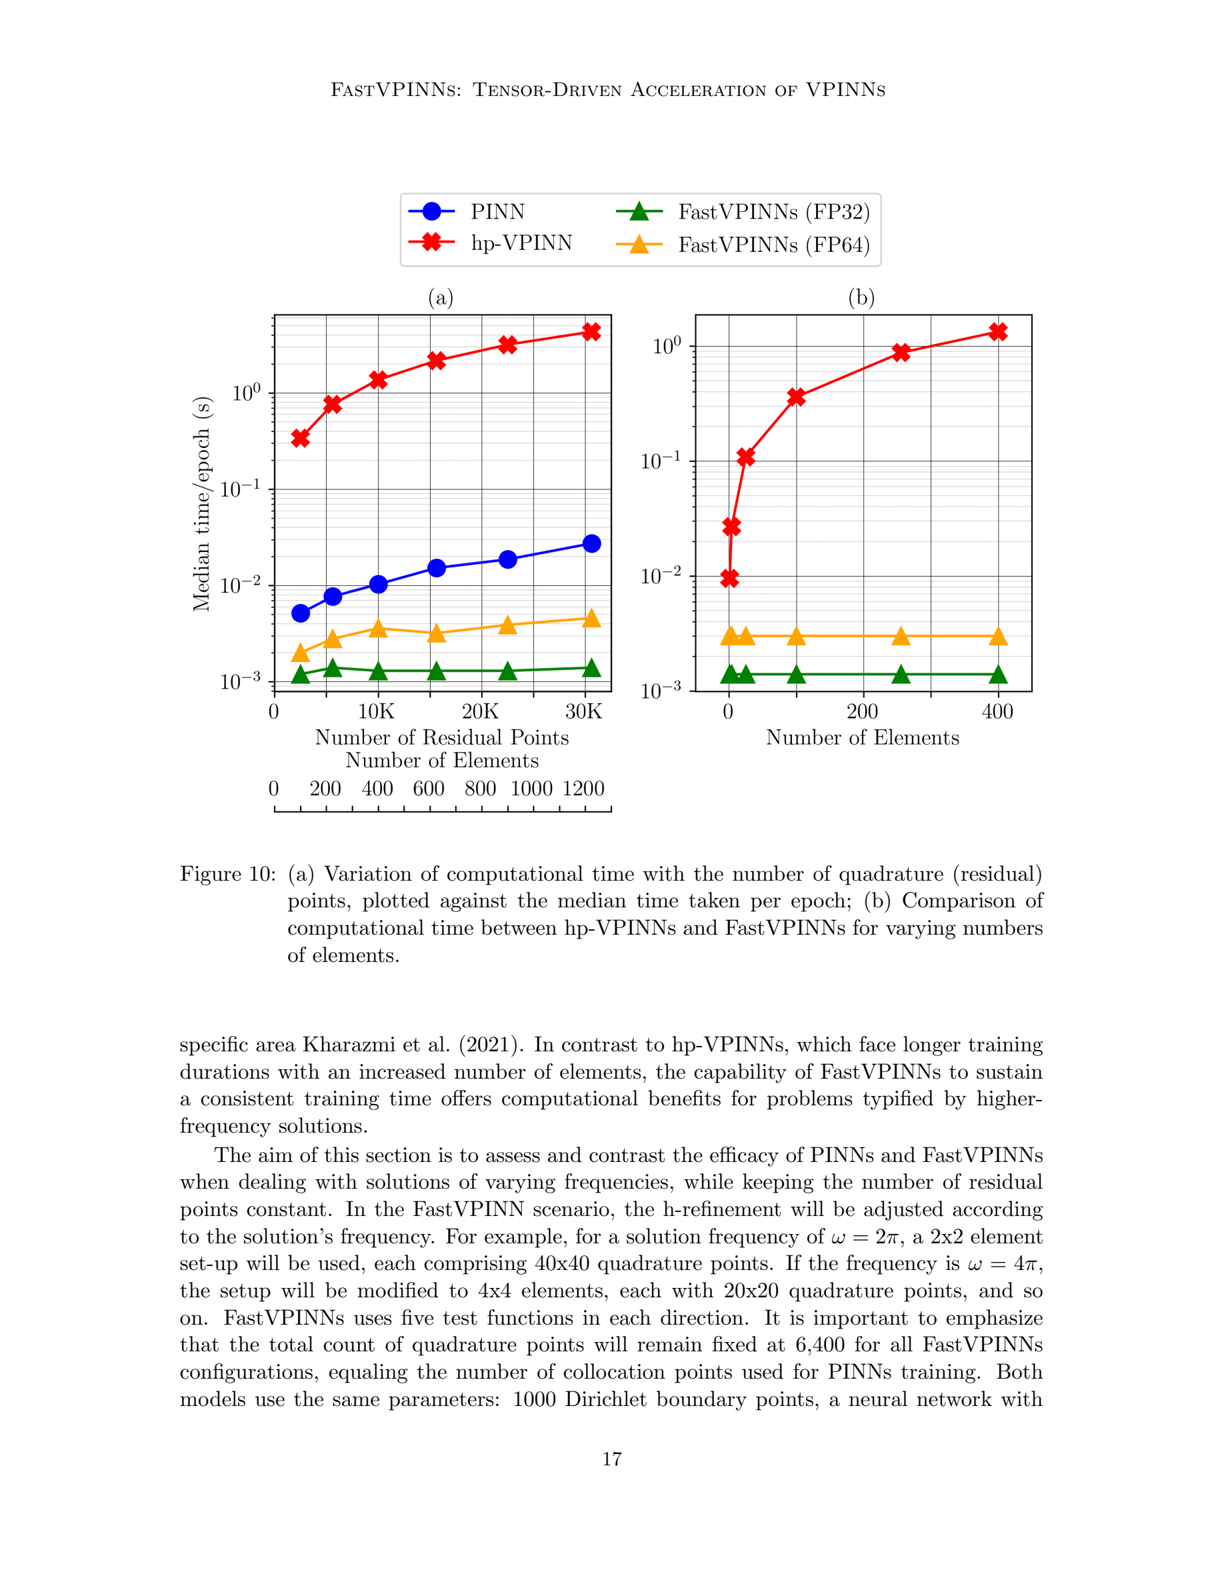 FASTVPINNS: TENSOR-DRIVEN ACCELERATION OF VPINNS
PINN
hp-VPINN
FastVPINNs (FP32)
FastVPINNs (FP64)
(a)
(b)
Median time/epoch (s)
10⁰
10⁻¹
10⁻²
10⁻³
0 10K 20K 30K
Number of Residual Points
Number of Elements
0 200 400 600 800 1000 1200
10⁰
10⁻¹
10⁻²
10⁻³
0 200 400
Number of Elements
Figure 10: (a) Variation of computational time with the number of quadrature (residual)
points, plotted against the median time taken per epoch; (b) Comparison of
computational time between hp-VPINNs and FastVPINNs for varying numbers
of elements.
specific area Kharazmi et al. (2021). In contrast to hp-VPINNs, which face longer training
durations with an increased number of elements, the capability of FastVPINNs to sustain
a consistent training time offers computational benefits for problems typified by higher-
frequency solutions.
The aim of this section is to assess and contrast the efficacy of PINNs and FastVPINNs
when dealing with solutions of varying frequencies, while keeping the number of residual
points constant. In the FastVPINN scenario, the h-refinement will be adjusted according
to the solution's frequency. For example, for a solution frequency of ω = 2π, a 2x2 element
set-up will be used, each comprising 40x40 quadrature points. If the frequency is ω = 4π,
the setup will be modified to 4x4 elements, each with 20x20 quadrature points, and so
on. FastVPINNs uses five test functions in each direction. It is important to emphasize
that the total count of quadrature points will remain fixed at 6,400 for all FastVPINNs
configurations, equaling the number of collocation points used for PINNs training. Both
models use the same parameters: 1000 Dirichlet boundary points, a neural network with
17